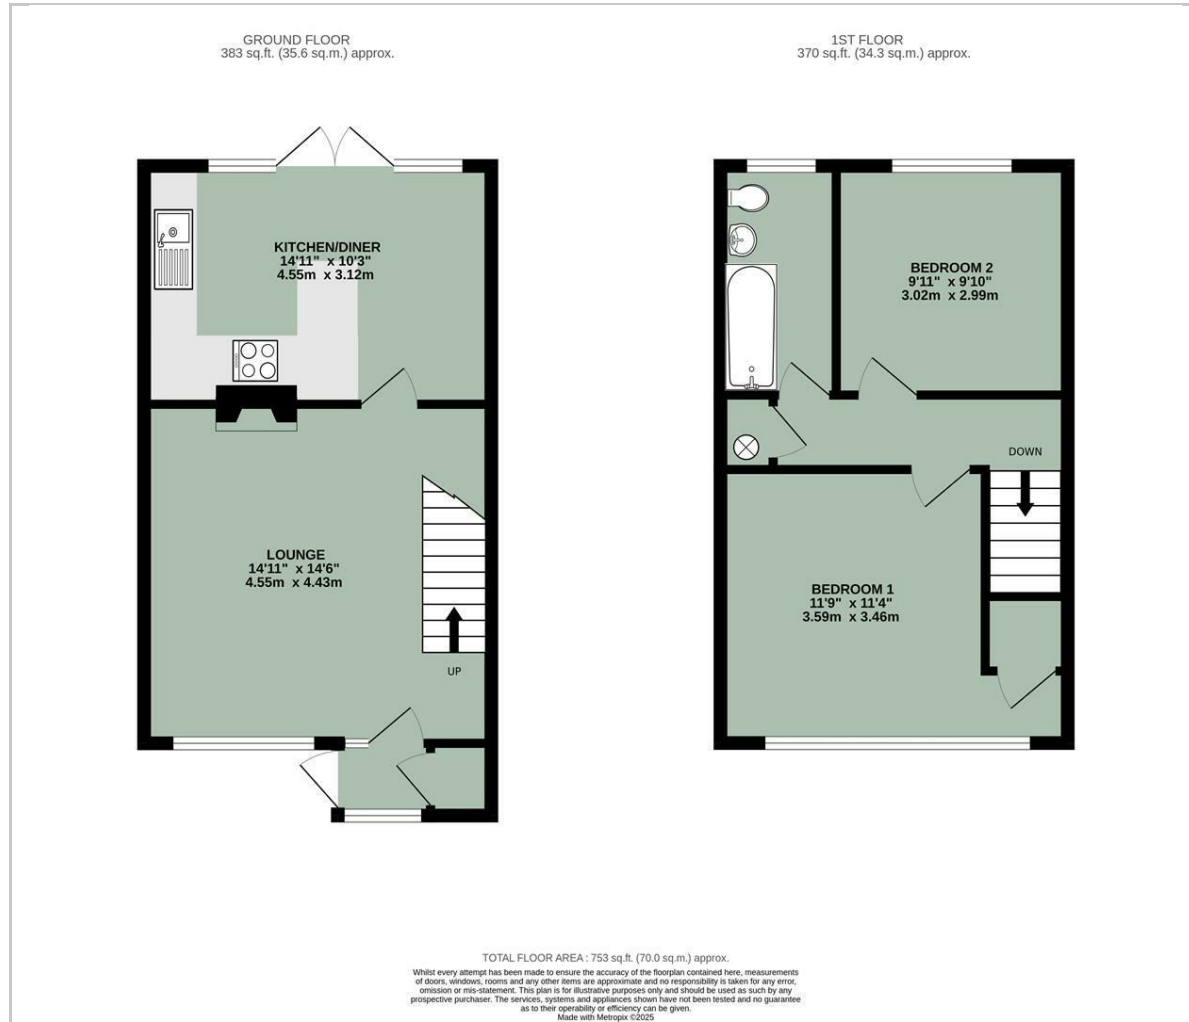 GROUND FLOOR
383 sq.ft. (35.6 sq.m.) approx.
1ST FLOOR
370 sq.ft. (34.3 sq.m.) approx.
KITCHEN/DINER
14'11" x 10'3"
4.55m x 3.12m
LOUNGE
14'11" x 14'6"
4.55m x 4.43m
UP
BEDROOM 2
9'11" x 9'10"
3.02m x 2.99m
DOWN
BEDROOM 1
11'9" x 11'4"
3.59m x 3.46m
TOTAL FLOOR AREA : 753 sq.ft. (70.0 sq.m.) approx.
Whilst every attempt has been made to ensure the accuracy of the floorplan contained here, measurements
of doors, windows, rooms and any other items are approximate and no responsibility is taken for any error,
omission or mis-statement. This plan is for illustrative purposes only and should be used as such by any
prospective purchaser. The services, systems and appliances shown have not been tested and no guarantee
as to their operability or efficiency can be given.
Made with Metropix ©2025